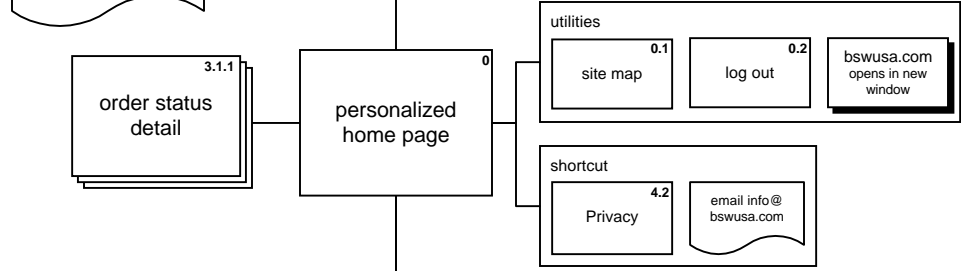 3.1.1
order status
detail
0
personalized
home page
utilities
0.1
site map
0.2
log out
bswusa.com
opens in new
window
shortcut
4.2
Privacy
email info@
bswusa.com